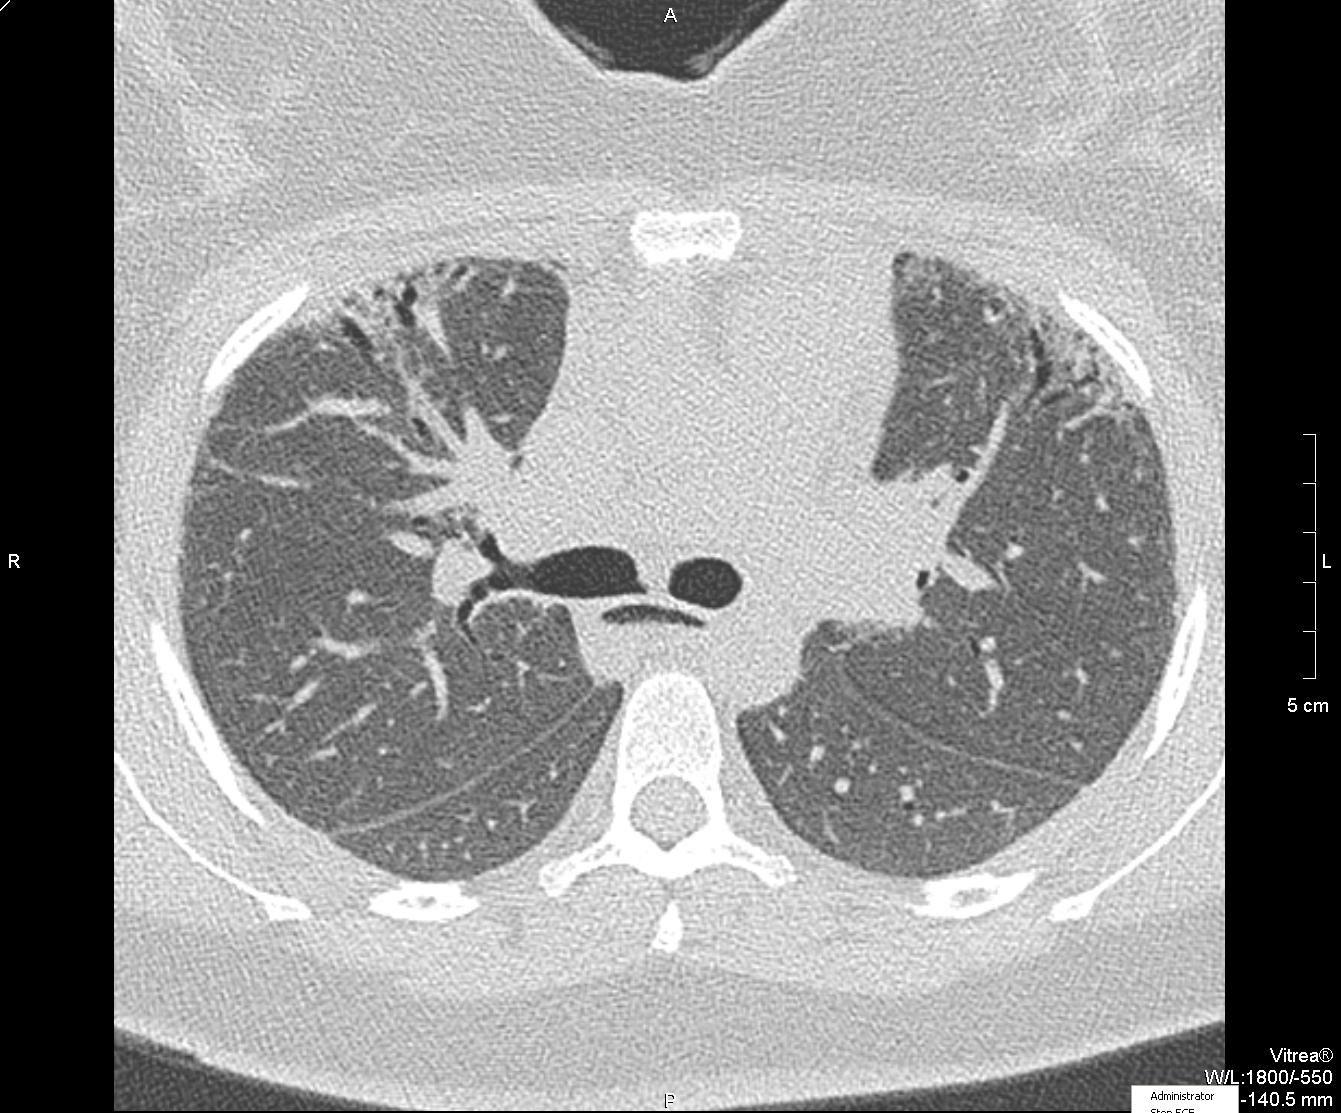 A
R
L
5 cm
Vitrea®
W/L:1800/-550
-140.5 mm
P
Administrator